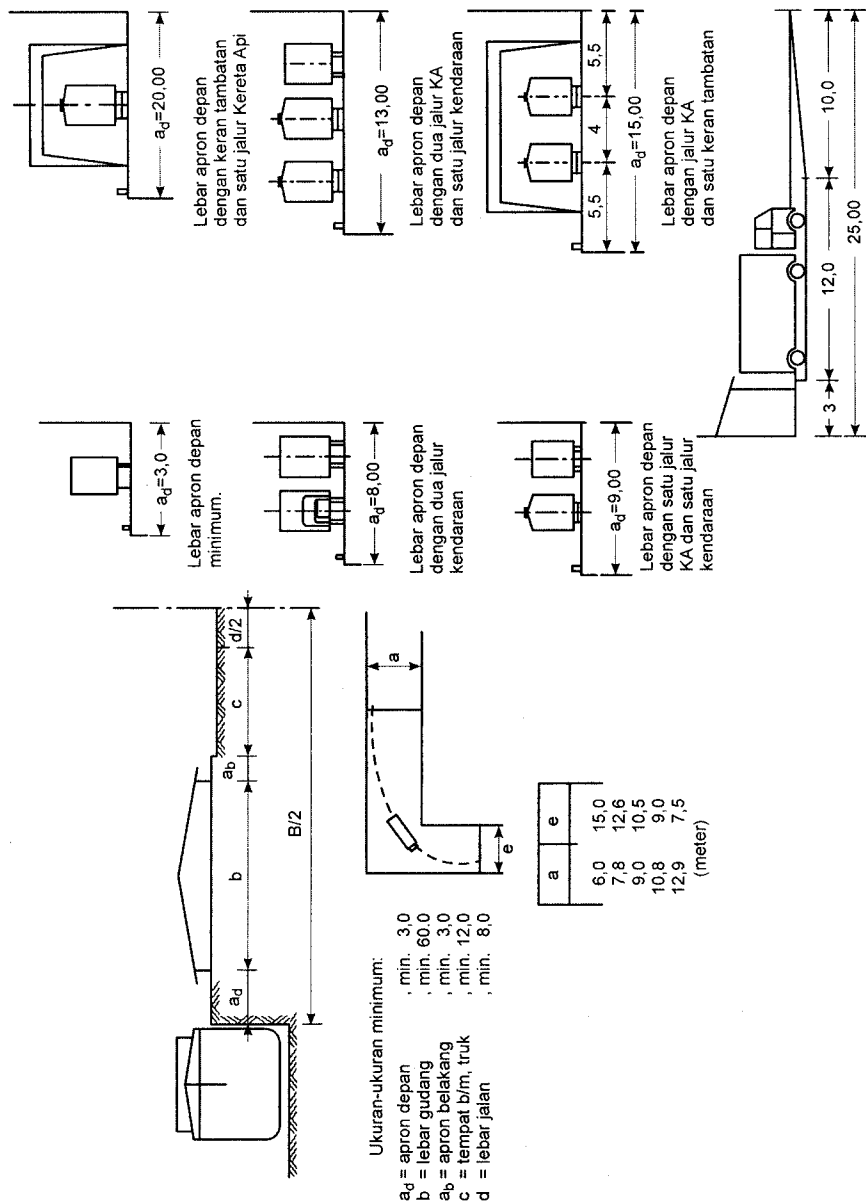 d/2
c
a_b
b
a_d
B/2
Ukuran-ukuran minimum:
a_d = apron depan , min. 3,0
b = lebar gudang , min. 60.0
a_b = apron belakang , min. 3,0
c = tempat b/m, truk , min. 12,0
d = lebar jalan , min. 8,0
a
e
a e
6,0 15,0
7,8 12,6
9,0 10,5
10,8 9,0
12,9 7,5
(meter)
a_d=3,0
Lebar apron depan
minimum.
a_d=8,00
Lebar apron depan
dengan dua jalur
kendaraan
a_d=9,00
Lebar apron depan
dengan satu jalur
KA dan satu jalur
kendaraan
a_d=20,00
Lebar apron depan
dengan keran tambatan
dan satu jalur Kereta Api
a_d=13,00
Lebar apron depan
dengan dua jalur KA
dan satu jalur kendaraan
5,5 4 5,5
a_d=15,00
Lebar apron depan
dengan jalur KA
dan satu keran tambatan
3 12,0 10,0
25,00